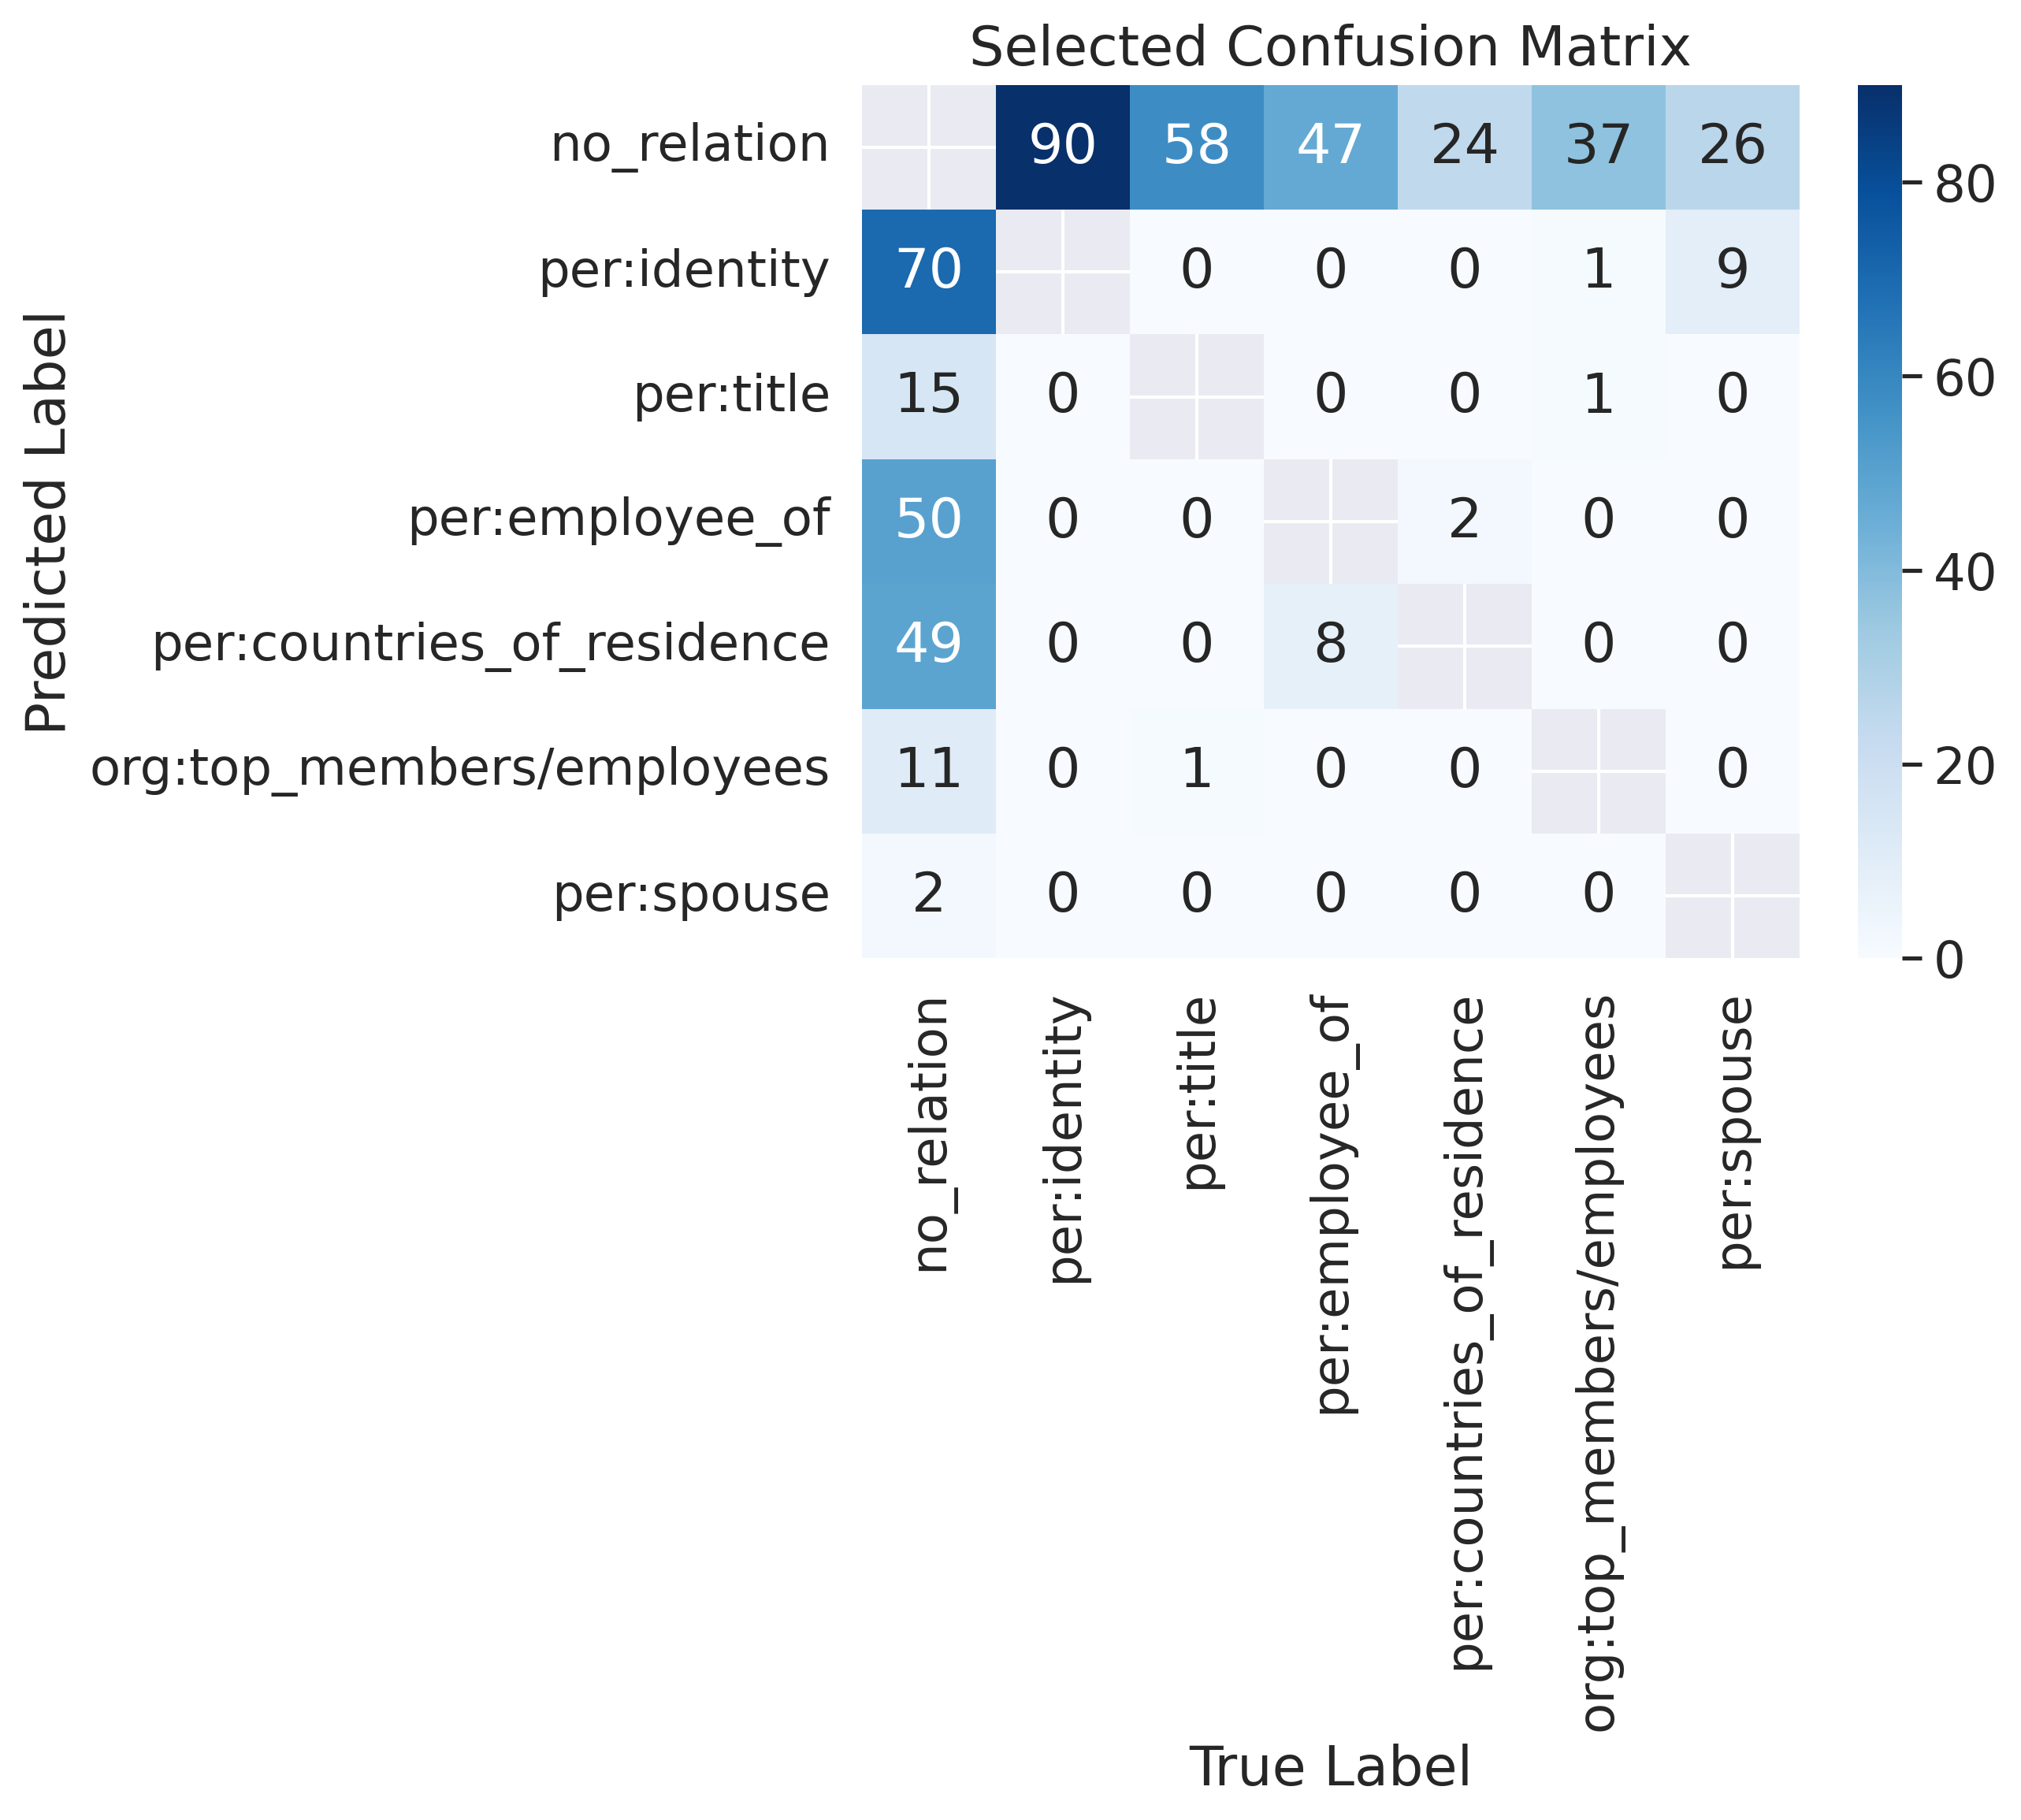 Selected Confusion Matrix
Predicted Label
no_relation 90 58 47 24 37 26
per:identity 70 0 0 0 1 9
per:title 15 0 0 0 1 0
per:employee_of 50 0 0 2 0 0
per:countries_of_residence 49 0 0 8 0 0
org:top_members/employees 11 0 1 0 0 0
per:spouse 2 0 0 0 0 0
80
60
40
20
0
no_relation
per:identity
per:title
per:employee_of
per:countries_of_residence
org:top_members/employees
per:spouse
True Label